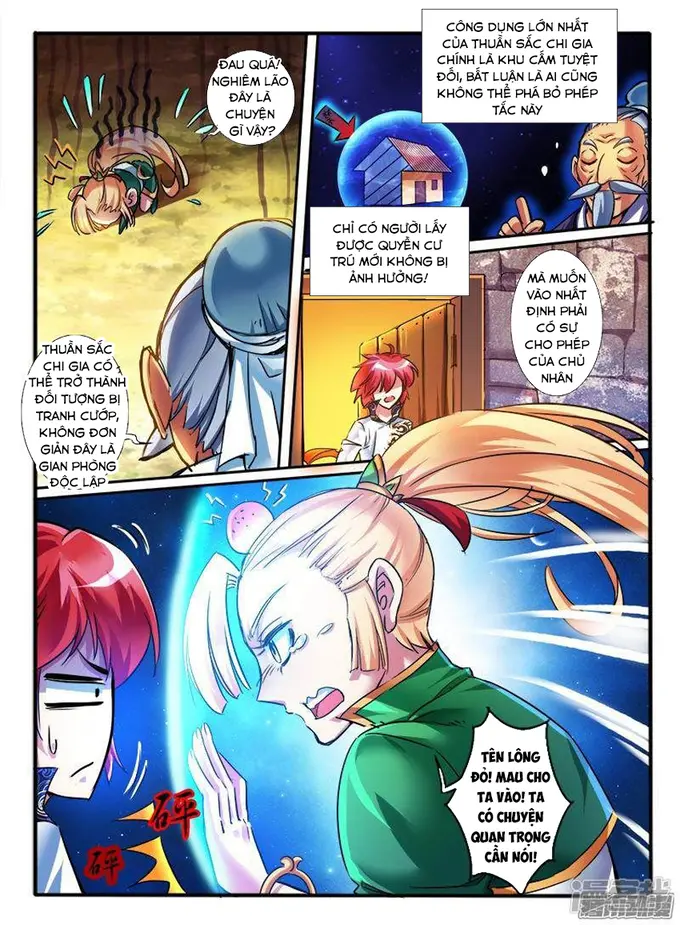 ĐAU QUÁ!
NGHIÊM LÃO
ĐÂY LÀ
CHUYỆN
GÌ VẬY?
CÔNG DỤNG LỚN NHẤT
CỦA THUẤN SẮC CHI GIA
CHÍNH LÀ KHU CẤM TUYỆT
ĐỐI, BẤT LUẬN LÀ AI CŨNG
KHÔNG THỂ PHÁ BỎ PHÉP
TẮC NÀY
CHỈ CÓ NGƯỜI LẤY
ĐƯỢC QUYỀN CƯ
TRÚ MỚI KHÔNG BỊ
ẢNH HƯỞNG!
MÀ MUỐN
VÀO NHẤT
ĐỊNH PHẢI
CÓ SỰ
CHO PHÉP
CỦA CHỦ
NHÂN
THUẦN SẮC
CHI GIA CÓ
THỂ TRỞ THÀNH
ĐỐI TƯỢNG BỊ
TRANH CƯỚP,
KHÔNG ĐƠN
GIẢN ĐÂY LÀ
GIAN PHÒNG
ĐỘC LẬP
TÊN LÔNG
ĐỎ! MAU CHO
TA VÀO! TA
CÓ CHUYỆN
QUAN TRỌNG
CẦN NÓI!
砰
砰